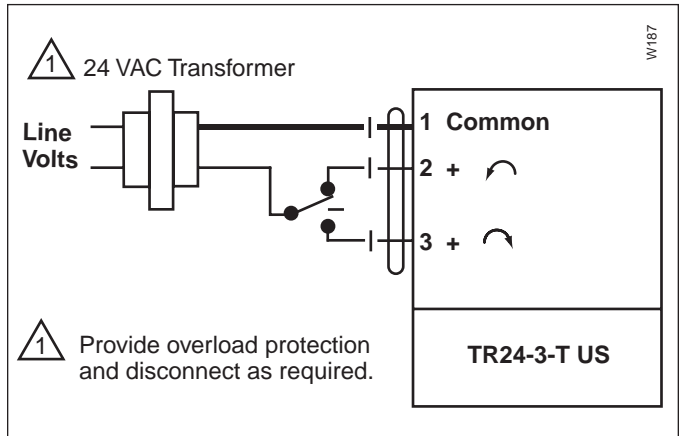 W187
1 24 VAC Transformer
Line
Volts
1 Common
2 +
3 +
1 Provide overload protection
and disconnect as required.
TR24-3-T US